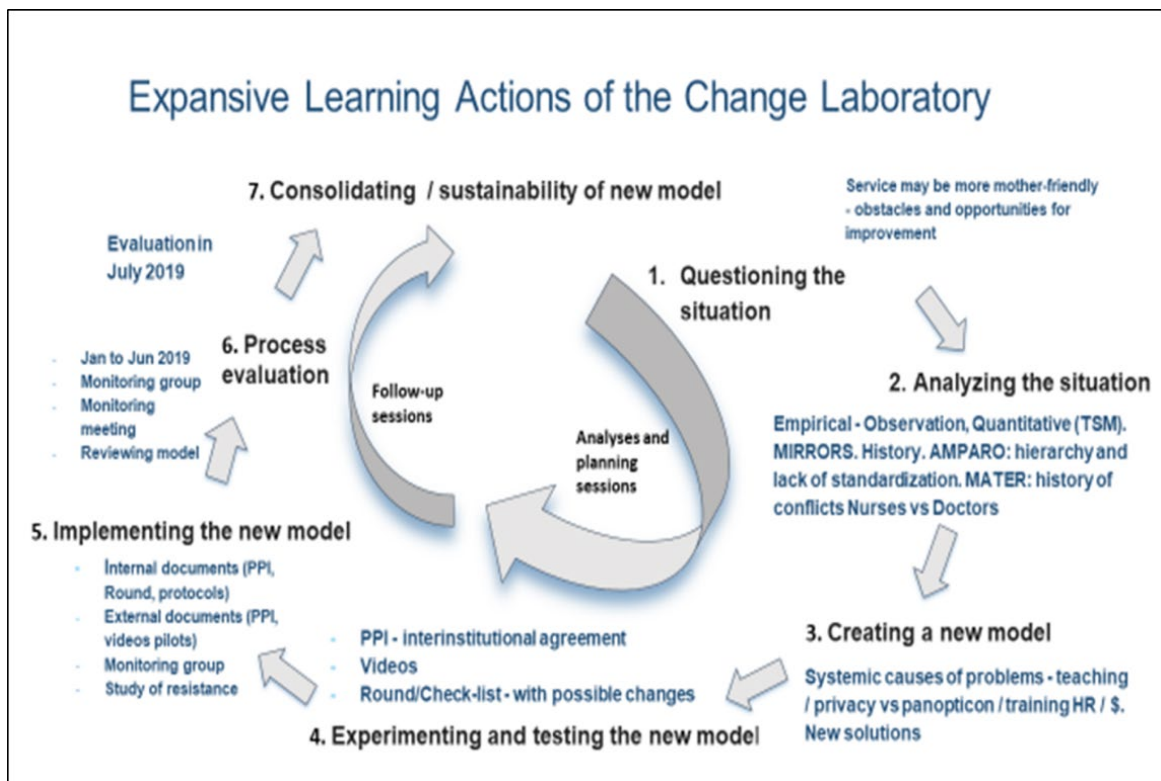 Expansive Learning Actions of the Change Laboratory
7. Consolidating / sustainability of new model
Service may be more mother-friendly
- obstacles and opportunities for
improvement
Evaluation in
July 2019
1. Questioning the
situation
6. Process
evaluation
- Jan to Jun 2019
- Monitoring group
- Monitoring
meeting
- Reviewing model
Follow-up
sessions
Analyses and
planning
sessions
2. Analyzing the situation
Empirical - Observation, Quantitative (TSM).
MIRRORS. History. AMPARO: hierarchy and
lack of standardization. MATER: history of
conflicts Nurses vs Doctors
5. Implementing the new model
- Internal documents (PPI,
Round, protocols)
- External documents (PPI,
videos pilots)
- Monitoring group
- Study of resistance
- PPI - interinstitutional agreement
- Videos
- Round/Check-list - with possible changes
4. Experimenting and testing the new model
3. Creating a new model
Systemic causes of problems - teaching
/ privacy vs panopticon / training HR / $.
New solutions